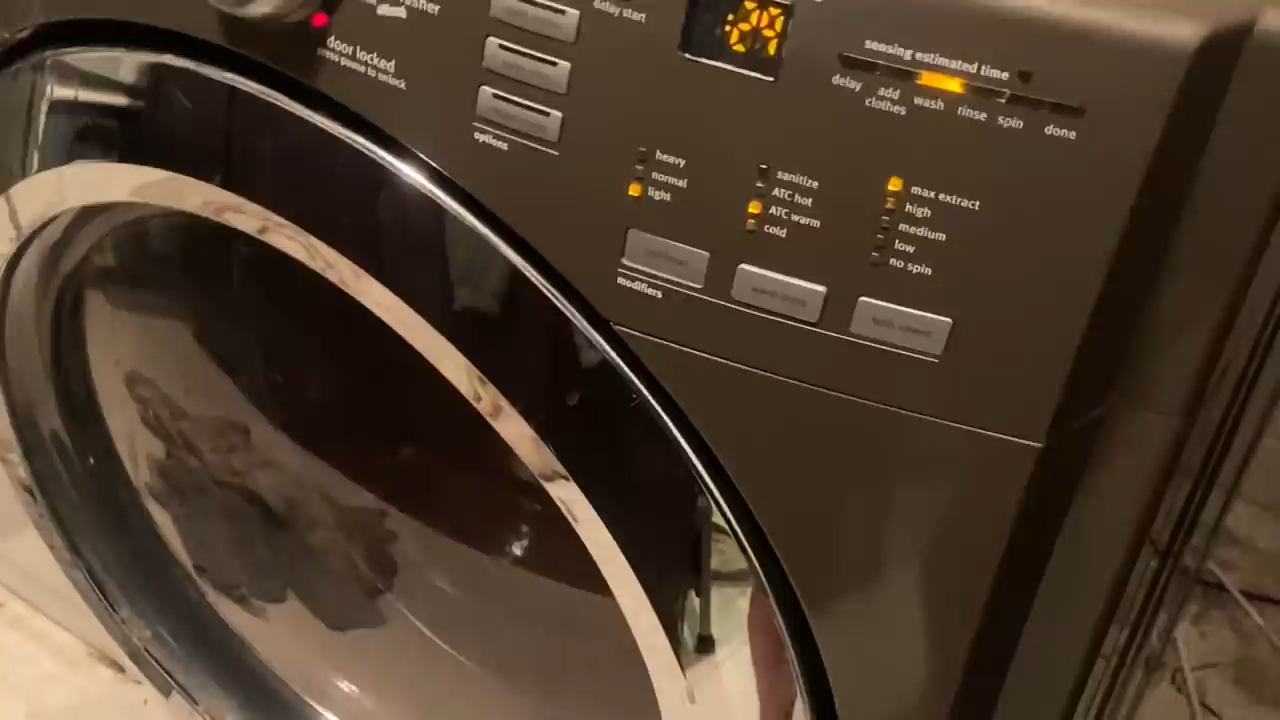 delay start
door locked
press pause to unlock
options
sensing estimated time
delay
add
clothes
wash
rinse
spin
done
heavy
normal
light
sanitize
ATC hot
ATC warm
cold
max extract
high
medium
low
no spin
modifiers